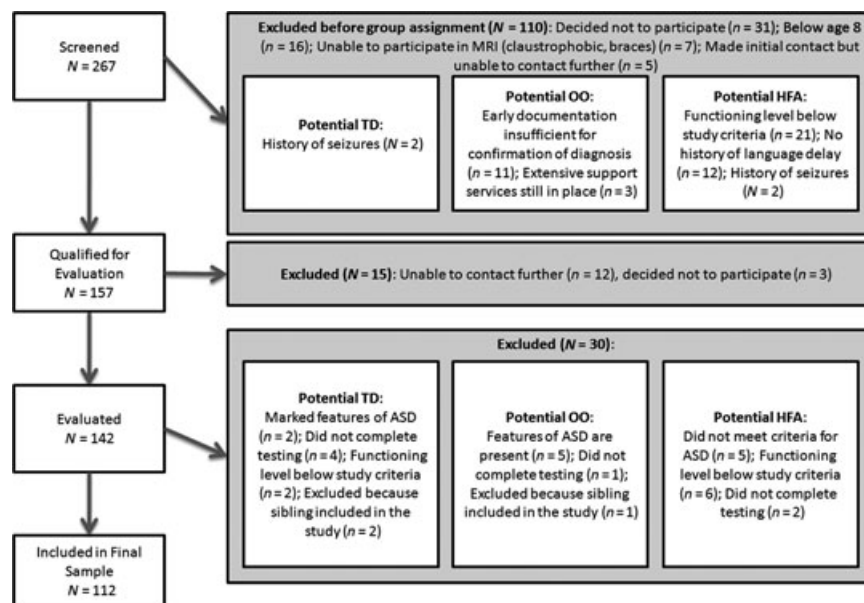 Screened
N = 267
Excluded before group assignment (N = 110): Decided not to participate (n = 31); Below age 8
(n = 16); Unable to participate in MRI (claustrophobic, braces) (n = 7); Made initial contact but
unable to contact further (n = 5)
Potential TD:
History of seizures (N = 2)
Potential OO:
Early documentation
insufficient for
confirmation of diagnosis
(n = 11); Extensive support
services still in place (n = 3)
Potential HFA:
Functioning level below
study criteria (n = 21); No
history of language delay
(n = 12); History of seizures
(N = 2)
Qualified for
Evaluation
N = 157
Excluded (N = 15): Unable to contact further (n = 12), decided not to participate (n = 3)
Evaluated
N = 142
Excluded (N = 30):
Potential TD:
Marked features of ASD
(n = 2); Did not complete
testing (n = 4); Functioning
level below study criteria
(n = 2); Excluded because
sibling included in the
study (n = 2)
Potential OO:
Features of ASD are
present (n = 5); Did not
complete testing (n = 1);
Excluded because sibling
included in the study (n = 1)
Potential HFA:
Did not meet criteria for
ASD (n = 5); Functioning
level below study criteria
(n = 6); Did not complete
testing (n = 2)
Included in Final
Sample
N = 112